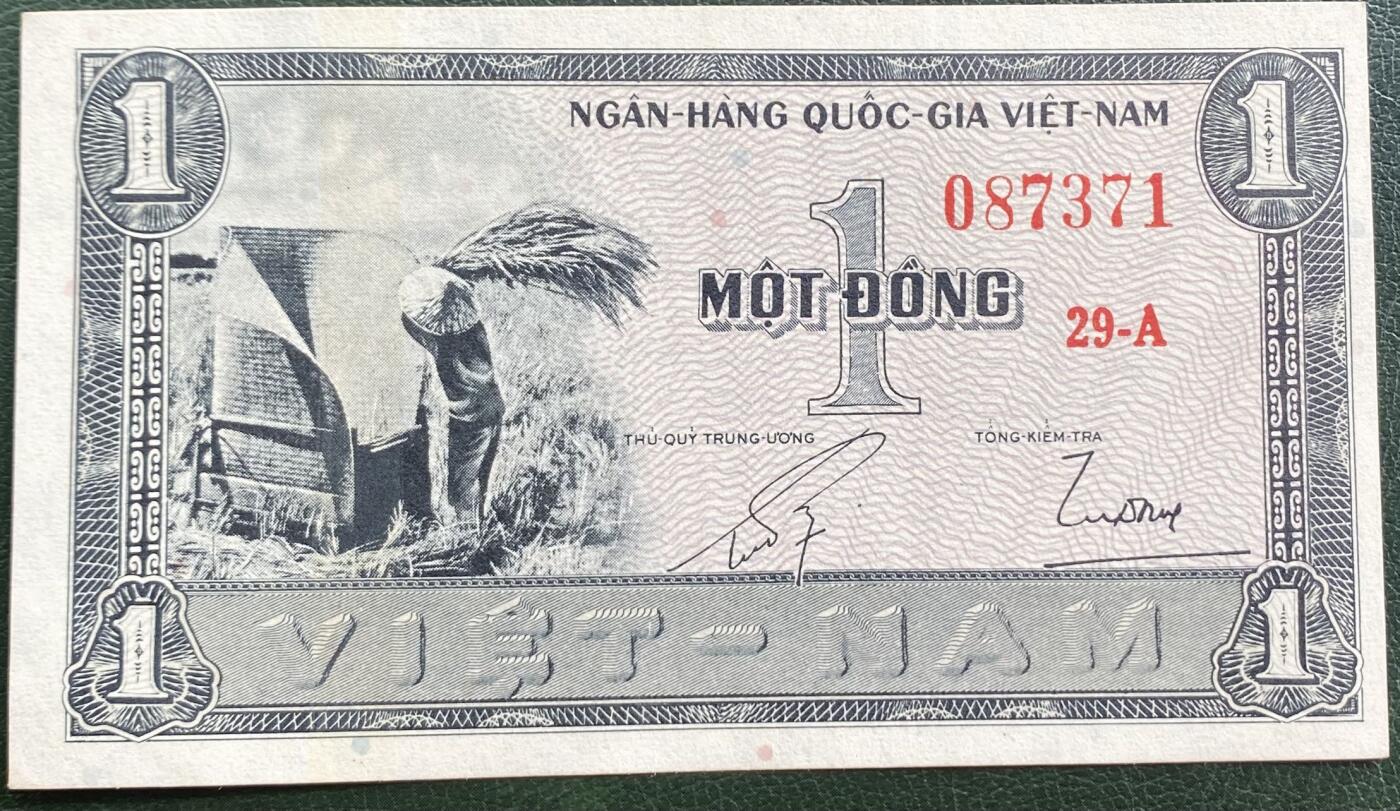 1 1
NGÂN-HÀNG QUỐC-GIA VIỆT-NAM
087371
1
MỘT ĐỒNG
29-A
THỦ-QUỸ TRUNG-ƯƠNG TỔNG-KIỂM-TRA
VIỆT-NAM
1 1